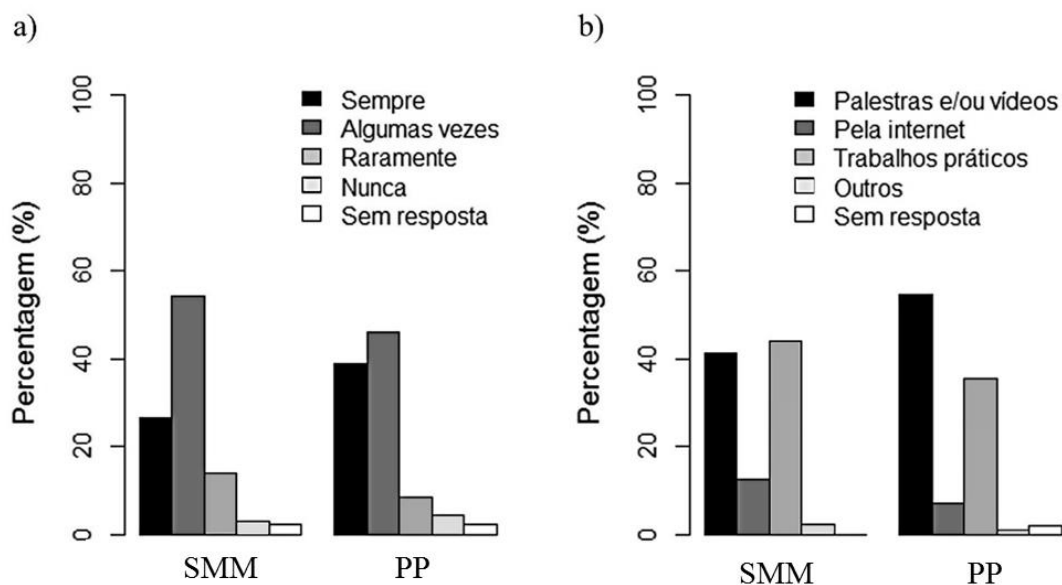 a)
Percentagem (%)
100
80
60
40
20
0
Sempre
Algumas vezes
Raramente
Nunca
Sem resposta
SMM PP
b)
Percentagem (%)
100
80
60
40
20
0
Palestras e/ou vídeos
Pela internet
Trabalhos práticos
Outros
Sem resposta
SMM PP